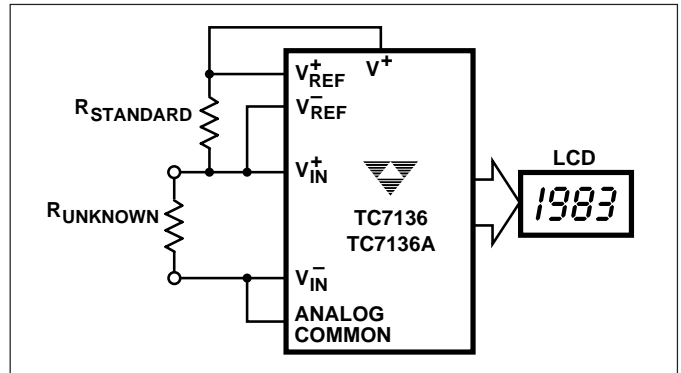 V+REF
V+
V−REF
RSTANDARD
V+IN
LCD
1983
RUNKNOWN
TC7136
TC7136A
V−IN
ANALOG
COMMON